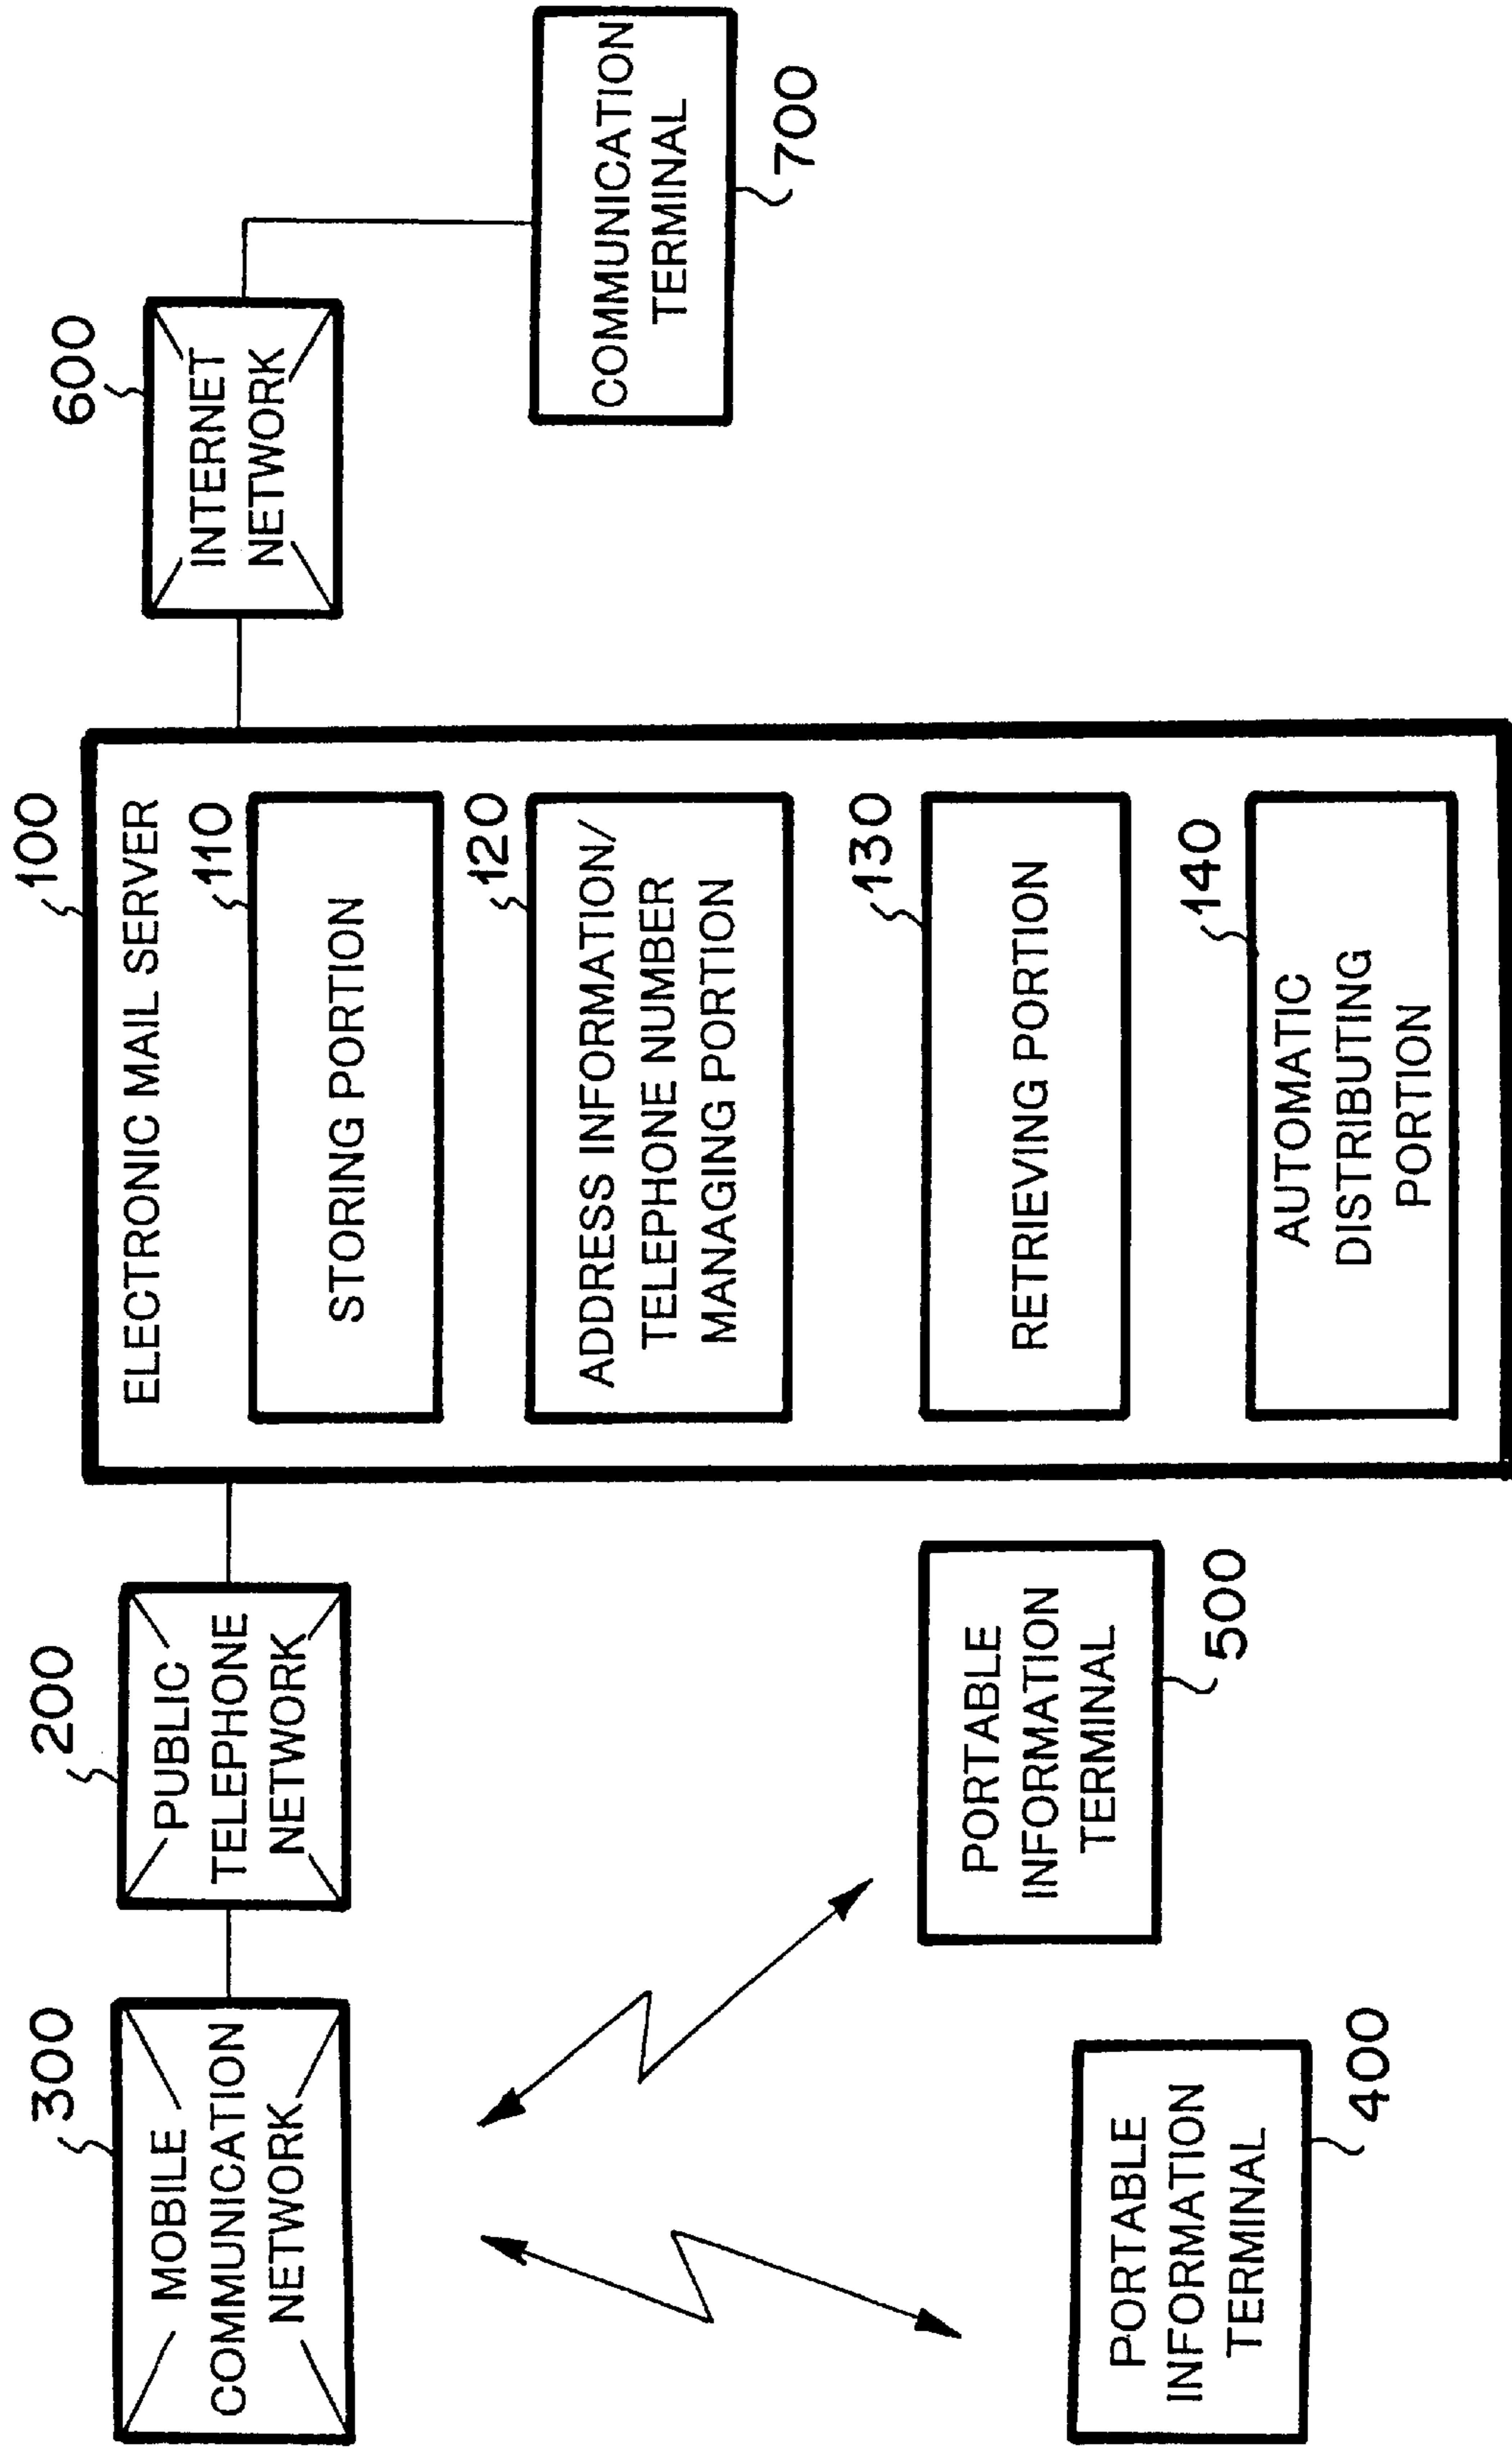 300
MOBILE
COMMUNICATION
NETWORK
200
PUBLIC
TELEPHONE
NETWORK
100
ELECTRONIC MAIL SERVER
110
STORING PORTION
120
ADDRESS INFORMATION/
TELEPHONE NUMBER
MANAGING PORTION
130
RETRIEVING PORTION
140
AUTOMATIC
DISTRIBUTING
PORTION
600
INTERNET
NETWORK
COMMUNICATION
TERMINAL
700
PORTABLE
INFORMATION
TERMINAL
500
PORTABLE
INFORMATION
TERMINAL
400